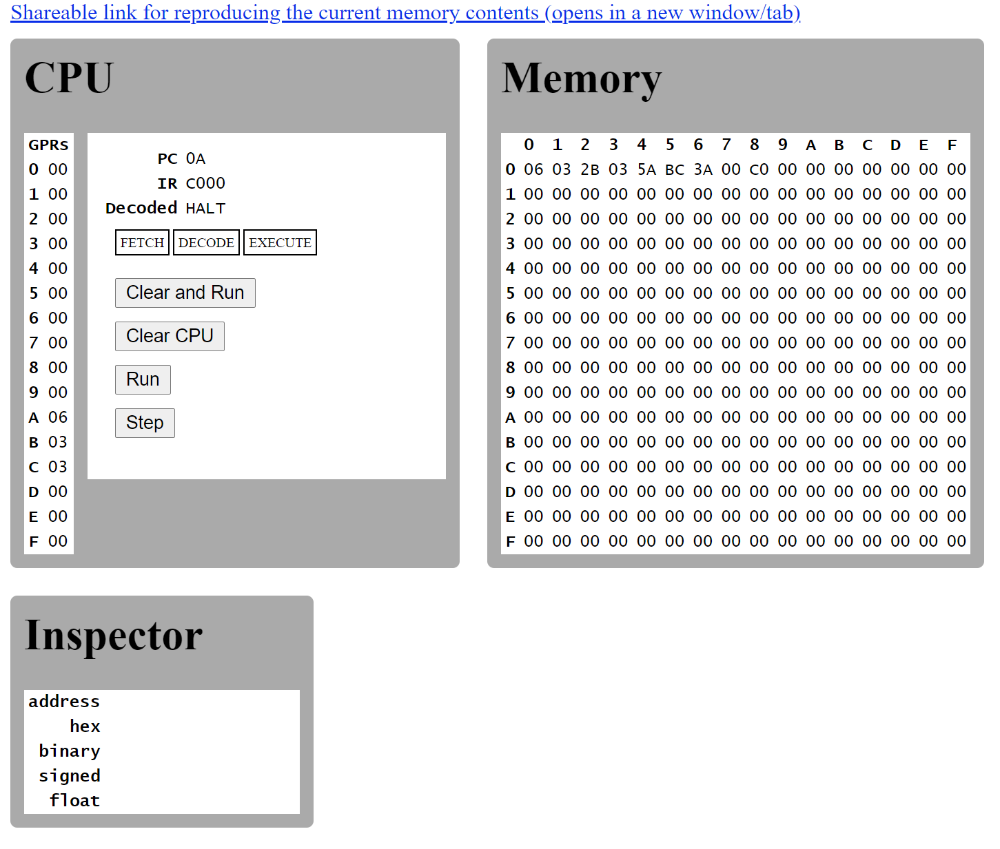 Shareable link for reproducing the current memory contents (opens in a new window/tab)
CPU
GPRs
0 00
1 00
2 00
3 00
4 00
5 00
6 00
7 00
8 00
9 00
A 06
B 03
C 03
D 00
E 00
F 00
PC 0A
IR C000
Decoded HALT
FETCH DECODE EXECUTE
Clear and Run
Clear CPU
Run
Step
Memory
0 1 2 3 4 5 6 7 8 9 A B C D E F
0 06 03 2B 03 5A BC 3A 00 C0 00 00 00 00 00 00 00
1 00 00 00 00 00 00 00 00 00 00 00 00 00 00 00 00
2 00 00 00 00 00 00 00 00 00 00 00 00 00 00 00 00
3 00 00 00 00 00 00 00 00 00 00 00 00 00 00 00 00
4 00 00 00 00 00 00 00 00 00 00 00 00 00 00 00 00
5 00 00 00 00 00 00 00 00 00 00 00 00 00 00 00 00
6 00 00 00 00 00 00 00 00 00 00 00 00 00 00 00 00
7 00 00 00 00 00 00 00 00 00 00 00 00 00 00 00 00
8 00 00 00 00 00 00 00 00 00 00 00 00 00 00 00 00
9 00 00 00 00 00 00 00 00 00 00 00 00 00 00 00 00
A 00 00 00 00 00 00 00 00 00 00 00 00 00 00 00 00
B 00 00 00 00 00 00 00 00 00 00 00 00 00 00 00 00
C 00 00 00 00 00 00 00 00 00 00 00 00 00 00 00 00
D 00 00 00 00 00 00 00 00 00 00 00 00 00 00 00 00
E 00 00 00 00 00 00 00 00 00 00 00 00 00 00 00 00
F 00 00 00 00 00 00 00 00 00 00 00 00 00 00 00 00
Inspector
address
hex
binary
signed
float